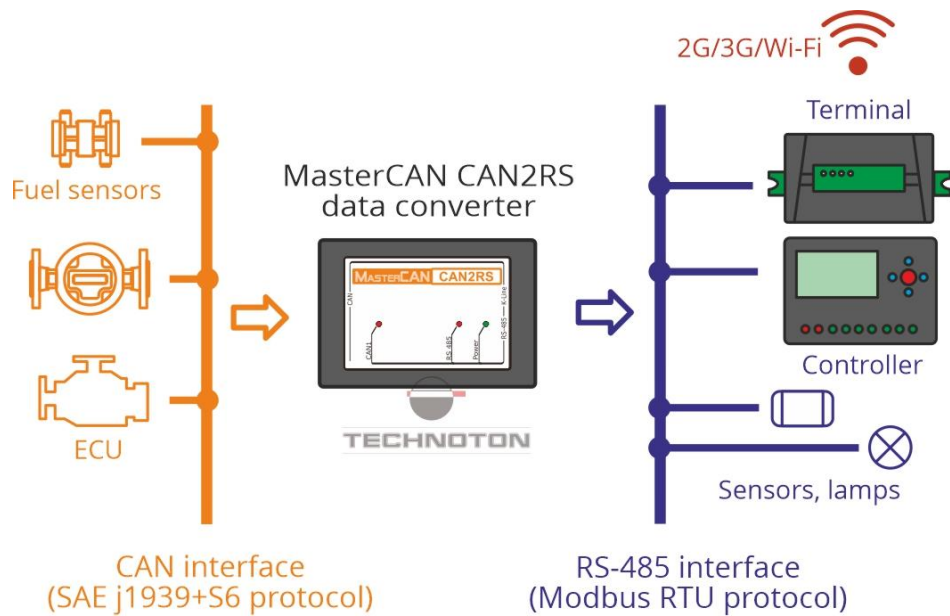 2G/3G/Wi-Fi
Terminal
Fuel sensors
MasterCAN CAN2RS
data converter
MASTERCAN CAN2RS
CAN
K-Line
RS-485
CAN1
RS 485
Power
TECHNOTON
ECU
Controller
Sensors, lamps
CAN interface
(SAE j1939+S6 protocol)
RS-485 interface
(Modbus RTU protocol)